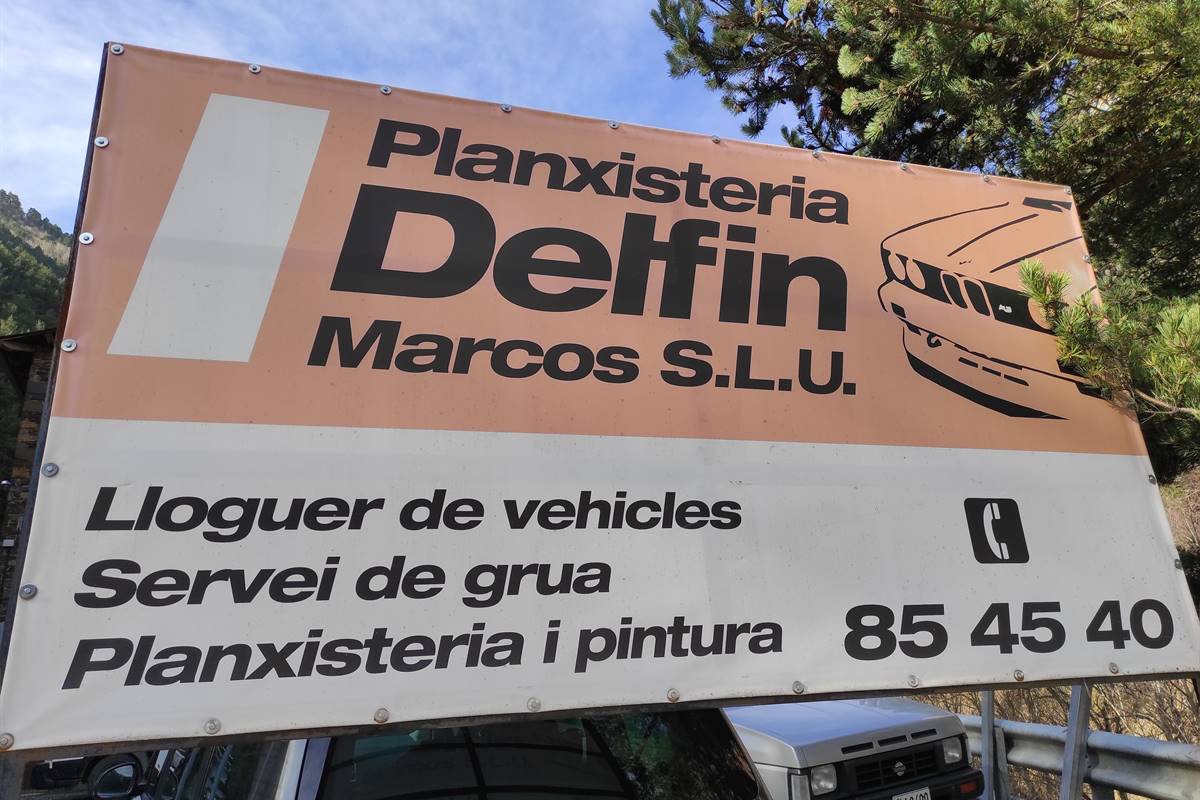 Planxisteria
Delfin
Marcos S.L.U.
Lloguer de vehicles
Servei de grua
Planxisteria i pintura
85 45 40